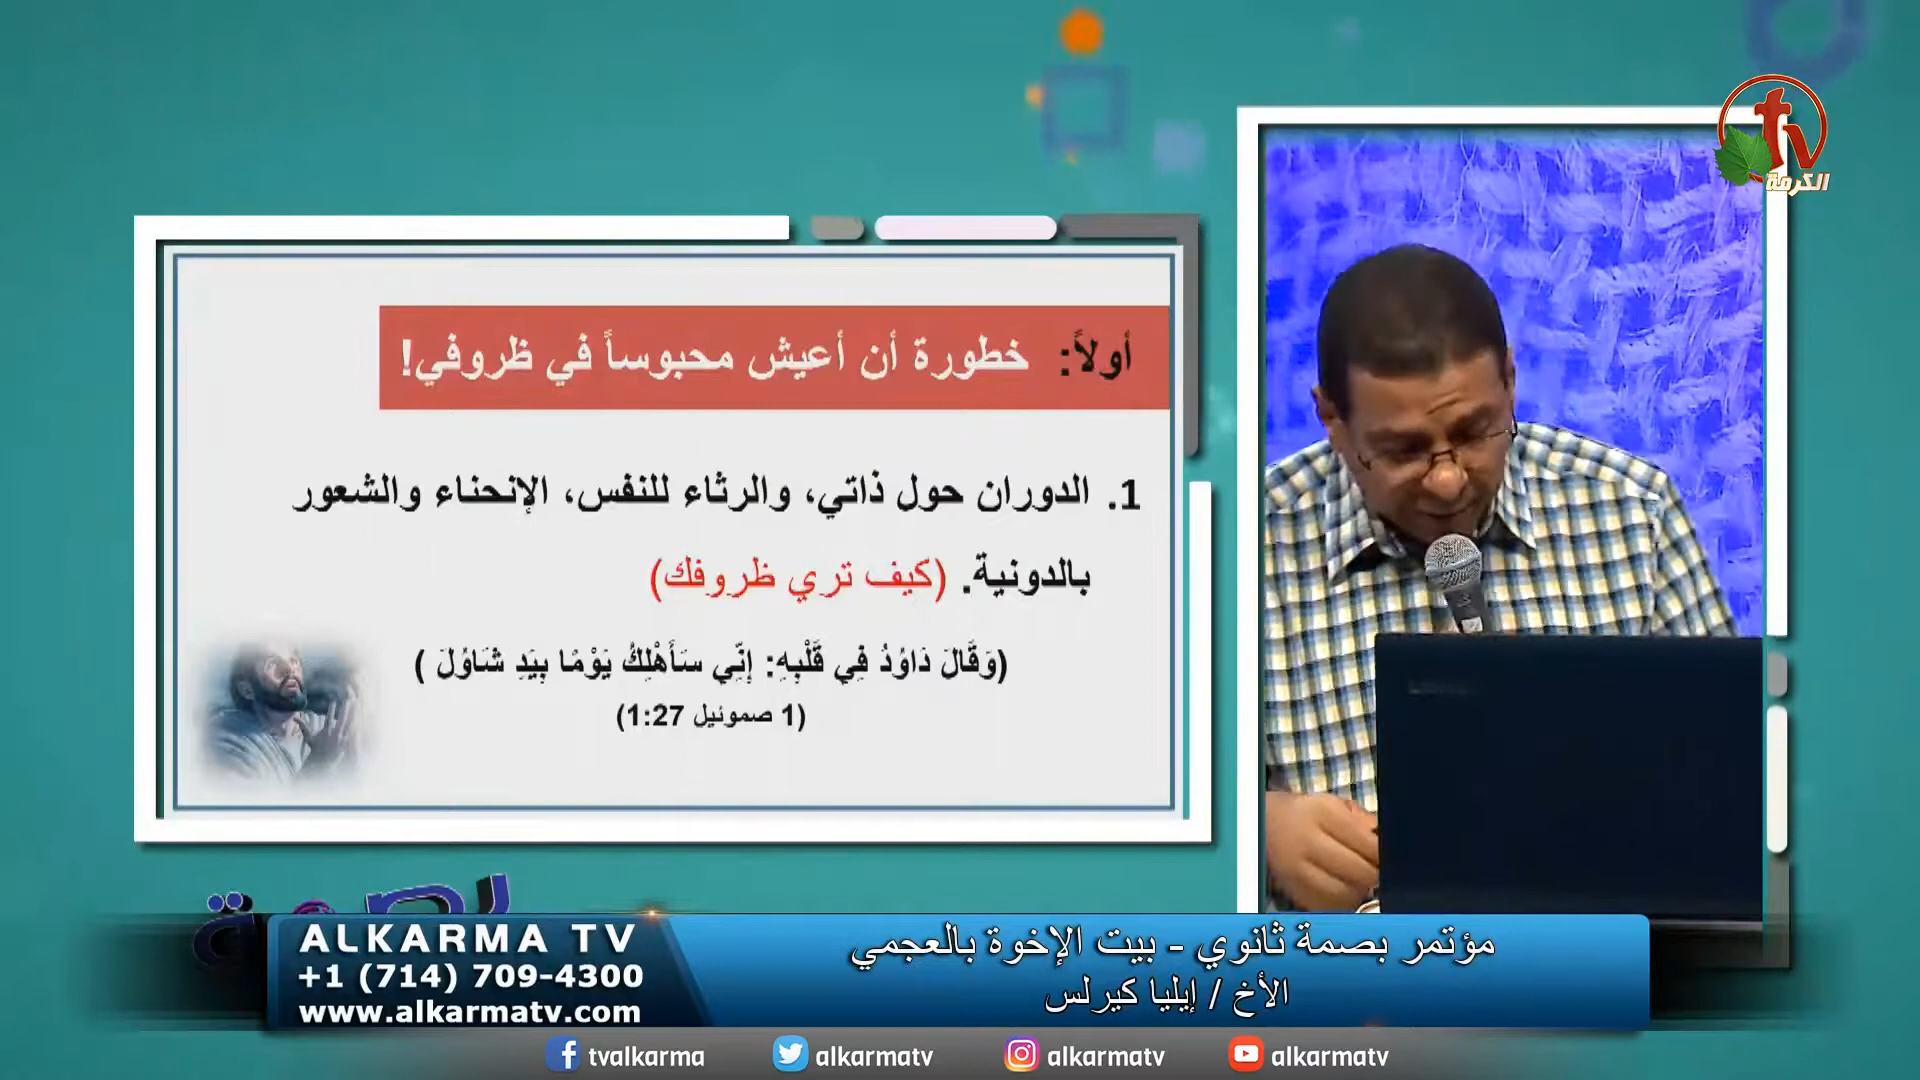 tv
الكرمة
أولاً: خطورة أن أعيش محبوساً في ظروفي!
1. الدوران حول ذاتي، والرثاء للنفس، الإنحناء والشعور
بالدونية. (كيف تري ظروفك)
(وَقَالَ دَاوُدُ فِي قَلْبِهِ: إِنِّي سَأَهْلِكُ يَوْمًا بِيَدِ شَاوُلَ )
(1 صموئيل 1:27)
بصمة
ALKARMA TV
+1 (714) 709-4300
www.alkarmatv.com
مؤتمر بصمة ثانوي - بيت الإخوة بالعجمي
الأخ / إيليا كيرلس
tvalkarma
alkarmatv
alkarmatv
alkarmatv